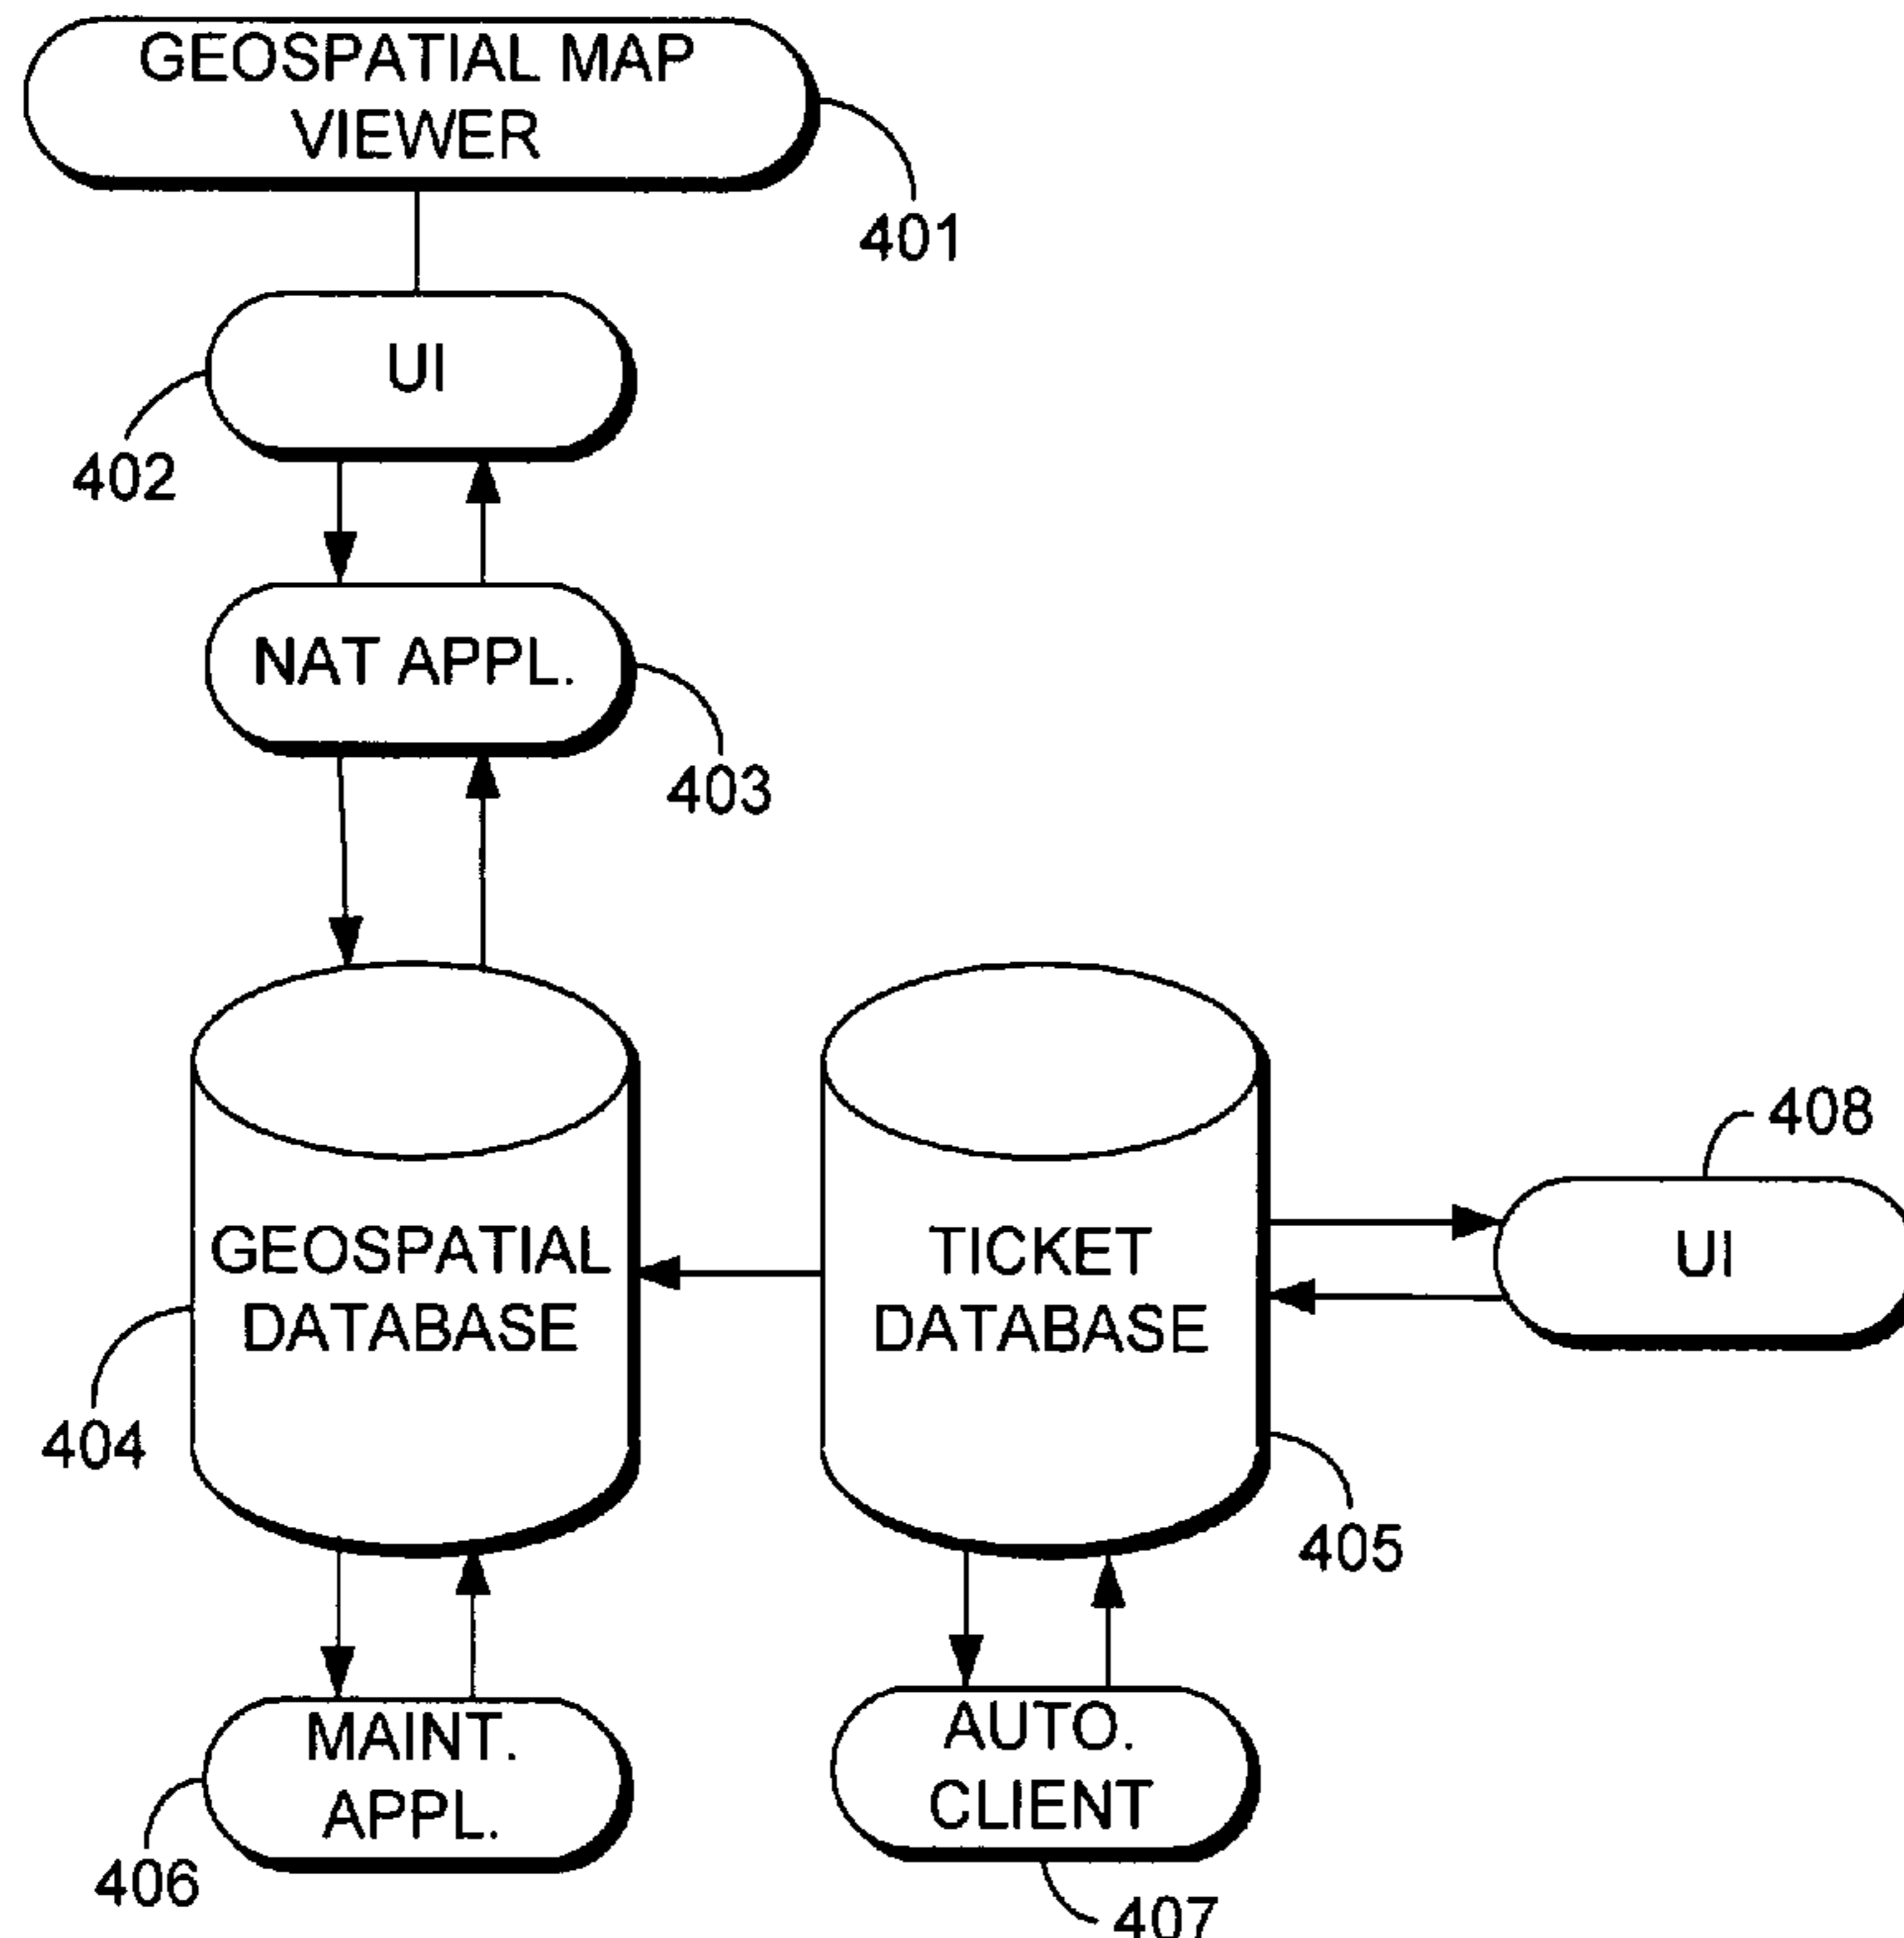 GEOSPATIAL MAP
VIEWER
401
UI
402
NAT APPL.
403
408
GEOSPATIAL
DATABASE
TICKET
DATABASE
UI
404
405
MAINT.
APPL.
AUTO.
CLIENT
406
407